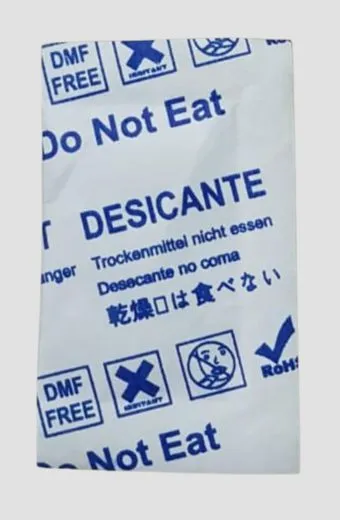 DMF
FREE
IRRITANT
Do Not Eat
DESICANTE
Trockenmittel nicht essen
Desecante no coma
乾燥□は食べない
DMF
FREE
IRRITANT
RoHS
Do Not Eat